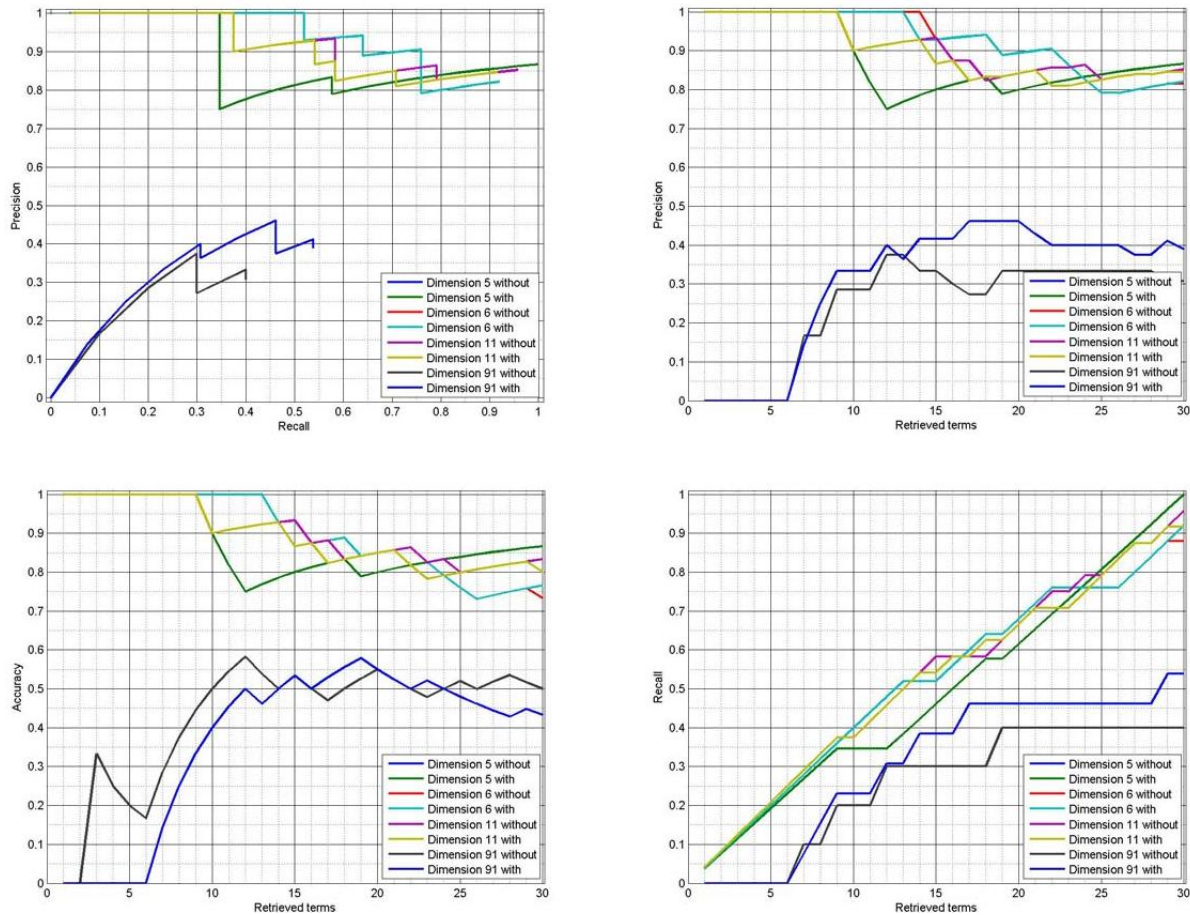 1
0.9
0.8
0.7
0.6
0.5
0.4
0.3
0.2
0.1
0
Precision
0 0.1 0.2 0.3 0.4 0.5 0.6 0.7 0.8 0.9 1
Recall
Dimension 5 without
Dimension 5 with
Dimension 6 without
Dimension 6 with
Dimension 11 without
Dimension 11 with
Dimension 91 without
Dimension 91 with
1
0.9
0.8
0.7
0.6
0.5
0.4
0.3
0.2
0.1
0
Precision
0 5 10 15 20 25 30
Retrieved terms
Dimension 5 without
Dimension 5 with
Dimension 6 without
Dimension 6 with
Dimension 11 without
Dimension 11 with
Dimension 91 without
Dimension 91 with
1
0.9
0.8
0.7
0.6
0.5
0.4
0.3
0.2
0.1
0
Accuracy
0 5 10 15 20 25 30
Retrieved terms
Dimension 5 without
Dimension 5 with
Dimension 6 without
Dimension 6 with
Dimension 11 without
Dimension 11 with
Dimension 91 without
Dimension 91 with
1
0.9
0.8
0.7
0.6
0.5
0.4
0.3
0.2
0.1
0
Recall
0 5 10 15 20 25 30
Retrieved terms
Dimension 5 without
Dimension 5 with
Dimension 6 without
Dimension 6 with
Dimension 11 without
Dimension 11 with
Dimension 91 without
Dimension 91 with